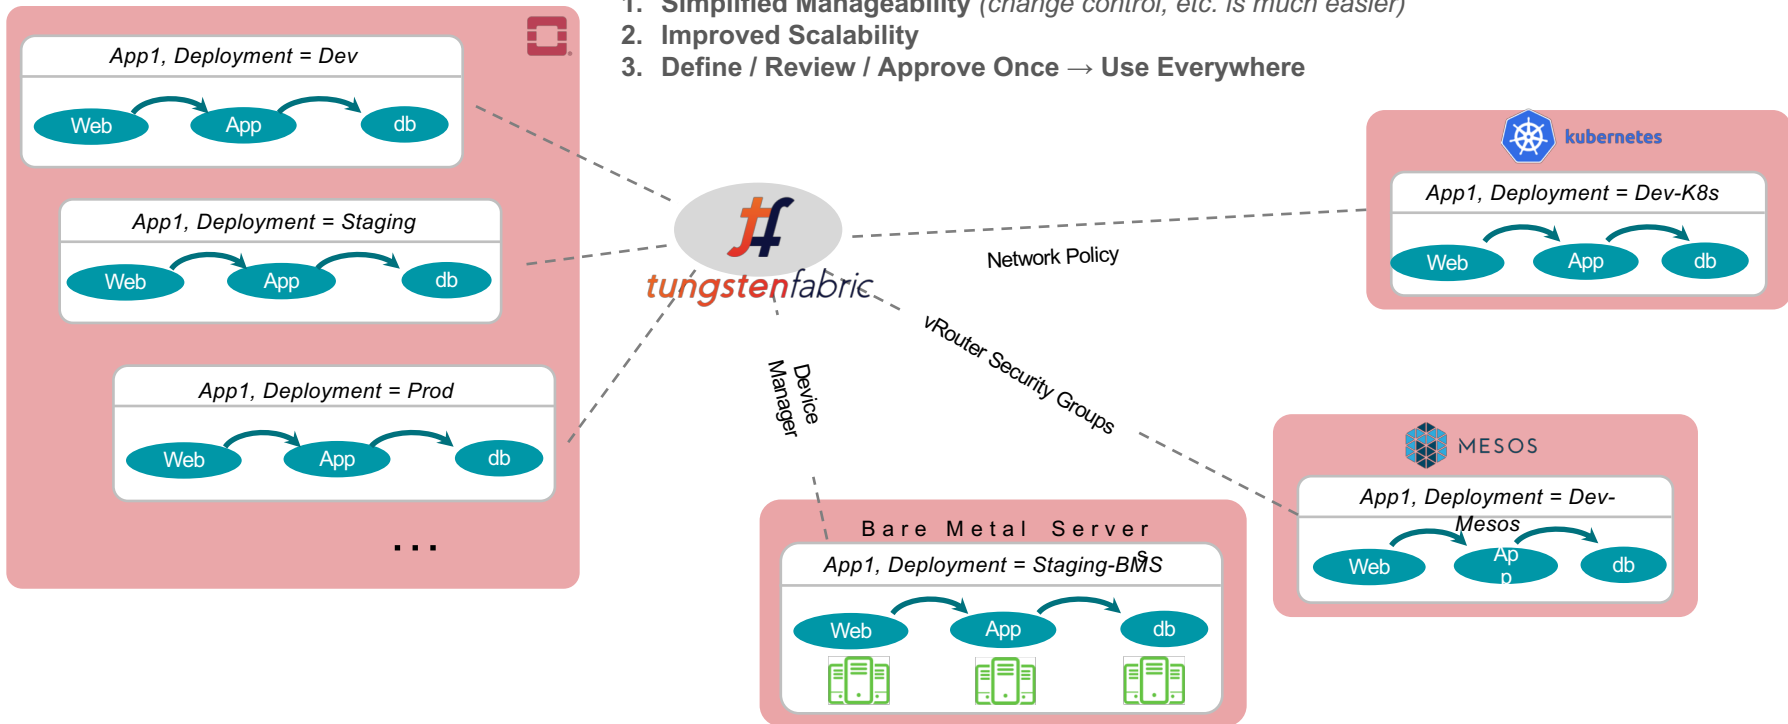 1. Simplified Manageability (change control, etc. is much easier)
2. Improved Scalability
3. Define / Review / Approve Once → Use Everywhere
App1, Deployment = Dev
Web App db
App1, Deployment = Staging
Web App db
App1, Deployment = Prod
Web App db
...
tungstenfabric
Network Policy
vRouter Security Groups
Device
Manager
kubernetes
App1, Deployment = Dev-K8s
Web App db
MESOS
App1, Deployment = Dev-
Mesos
Web Ap db
p
Bare Metal Server
s
App1, Deployment = Staging-BMS
Web App db